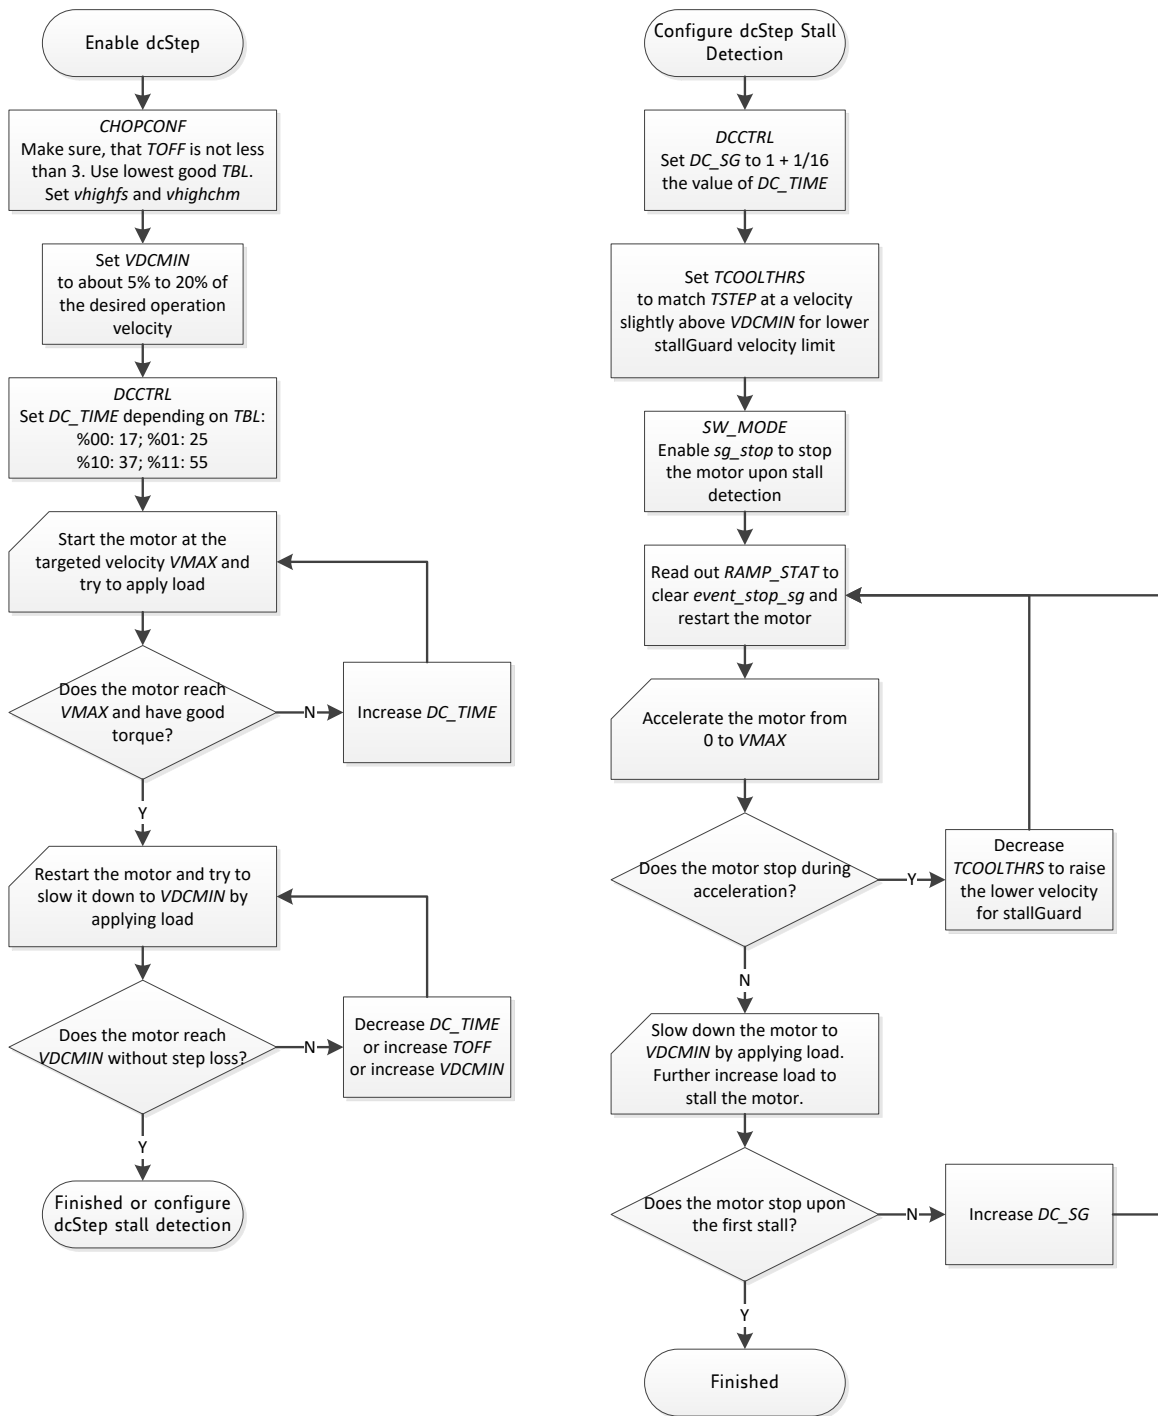 Enable dcStep
CHOPCONF
Make sure, that TOFF is not less
than 3. Use lowest good TBL.
Set vhighfs and vhighchm
Set VDCMIN
to about 5% to 20% of
the desired operation
velocity
DCCTRL
Set DC_TIME depending on TBL:
%00: 17; %01: 25
%10: 37; %11: 55
Start the motor at the
targeted velocity VMAX and
try to apply load
Does the motor reach
VMAX and have good
torque?
N
Increase DC_TIME
Y
Restart the motor and try to
slow it down to VDCMIN by
applying load
Does the motor reach
VDCMIN without step loss?
N
Decrease DC_TIME
or increase TOFF
or increase VDCMIN
Y
Finished or configure
dcStep stall detection
Configure dcStep Stall
Detection
DCCTRL
Set DC_SG to 1 + 1/16
the value of DC_TIME
Set TCOOLTHRS
to match TSTEP at a velocity
slightly above VDCMIN for lower
stallGuard velocity limit
SW_MODE
Enable sg_stop to stop
the motor upon stall
detection
Read out RAMP_STAT to
clear event_stop_sg and
restart the motor
Accelerate the motor from
0 to VMAX
Does the motor stop during
acceleration?
Y
Decrease
TCOOLTHRS to raise
the lower velocity
for stallGuard
N
Slow down the motor to
VDCMIN by applying load.
Further increase load to
stall the motor.
Does the motor stop upon
the first stall?
N
Increase DC_SG
Y
Finished